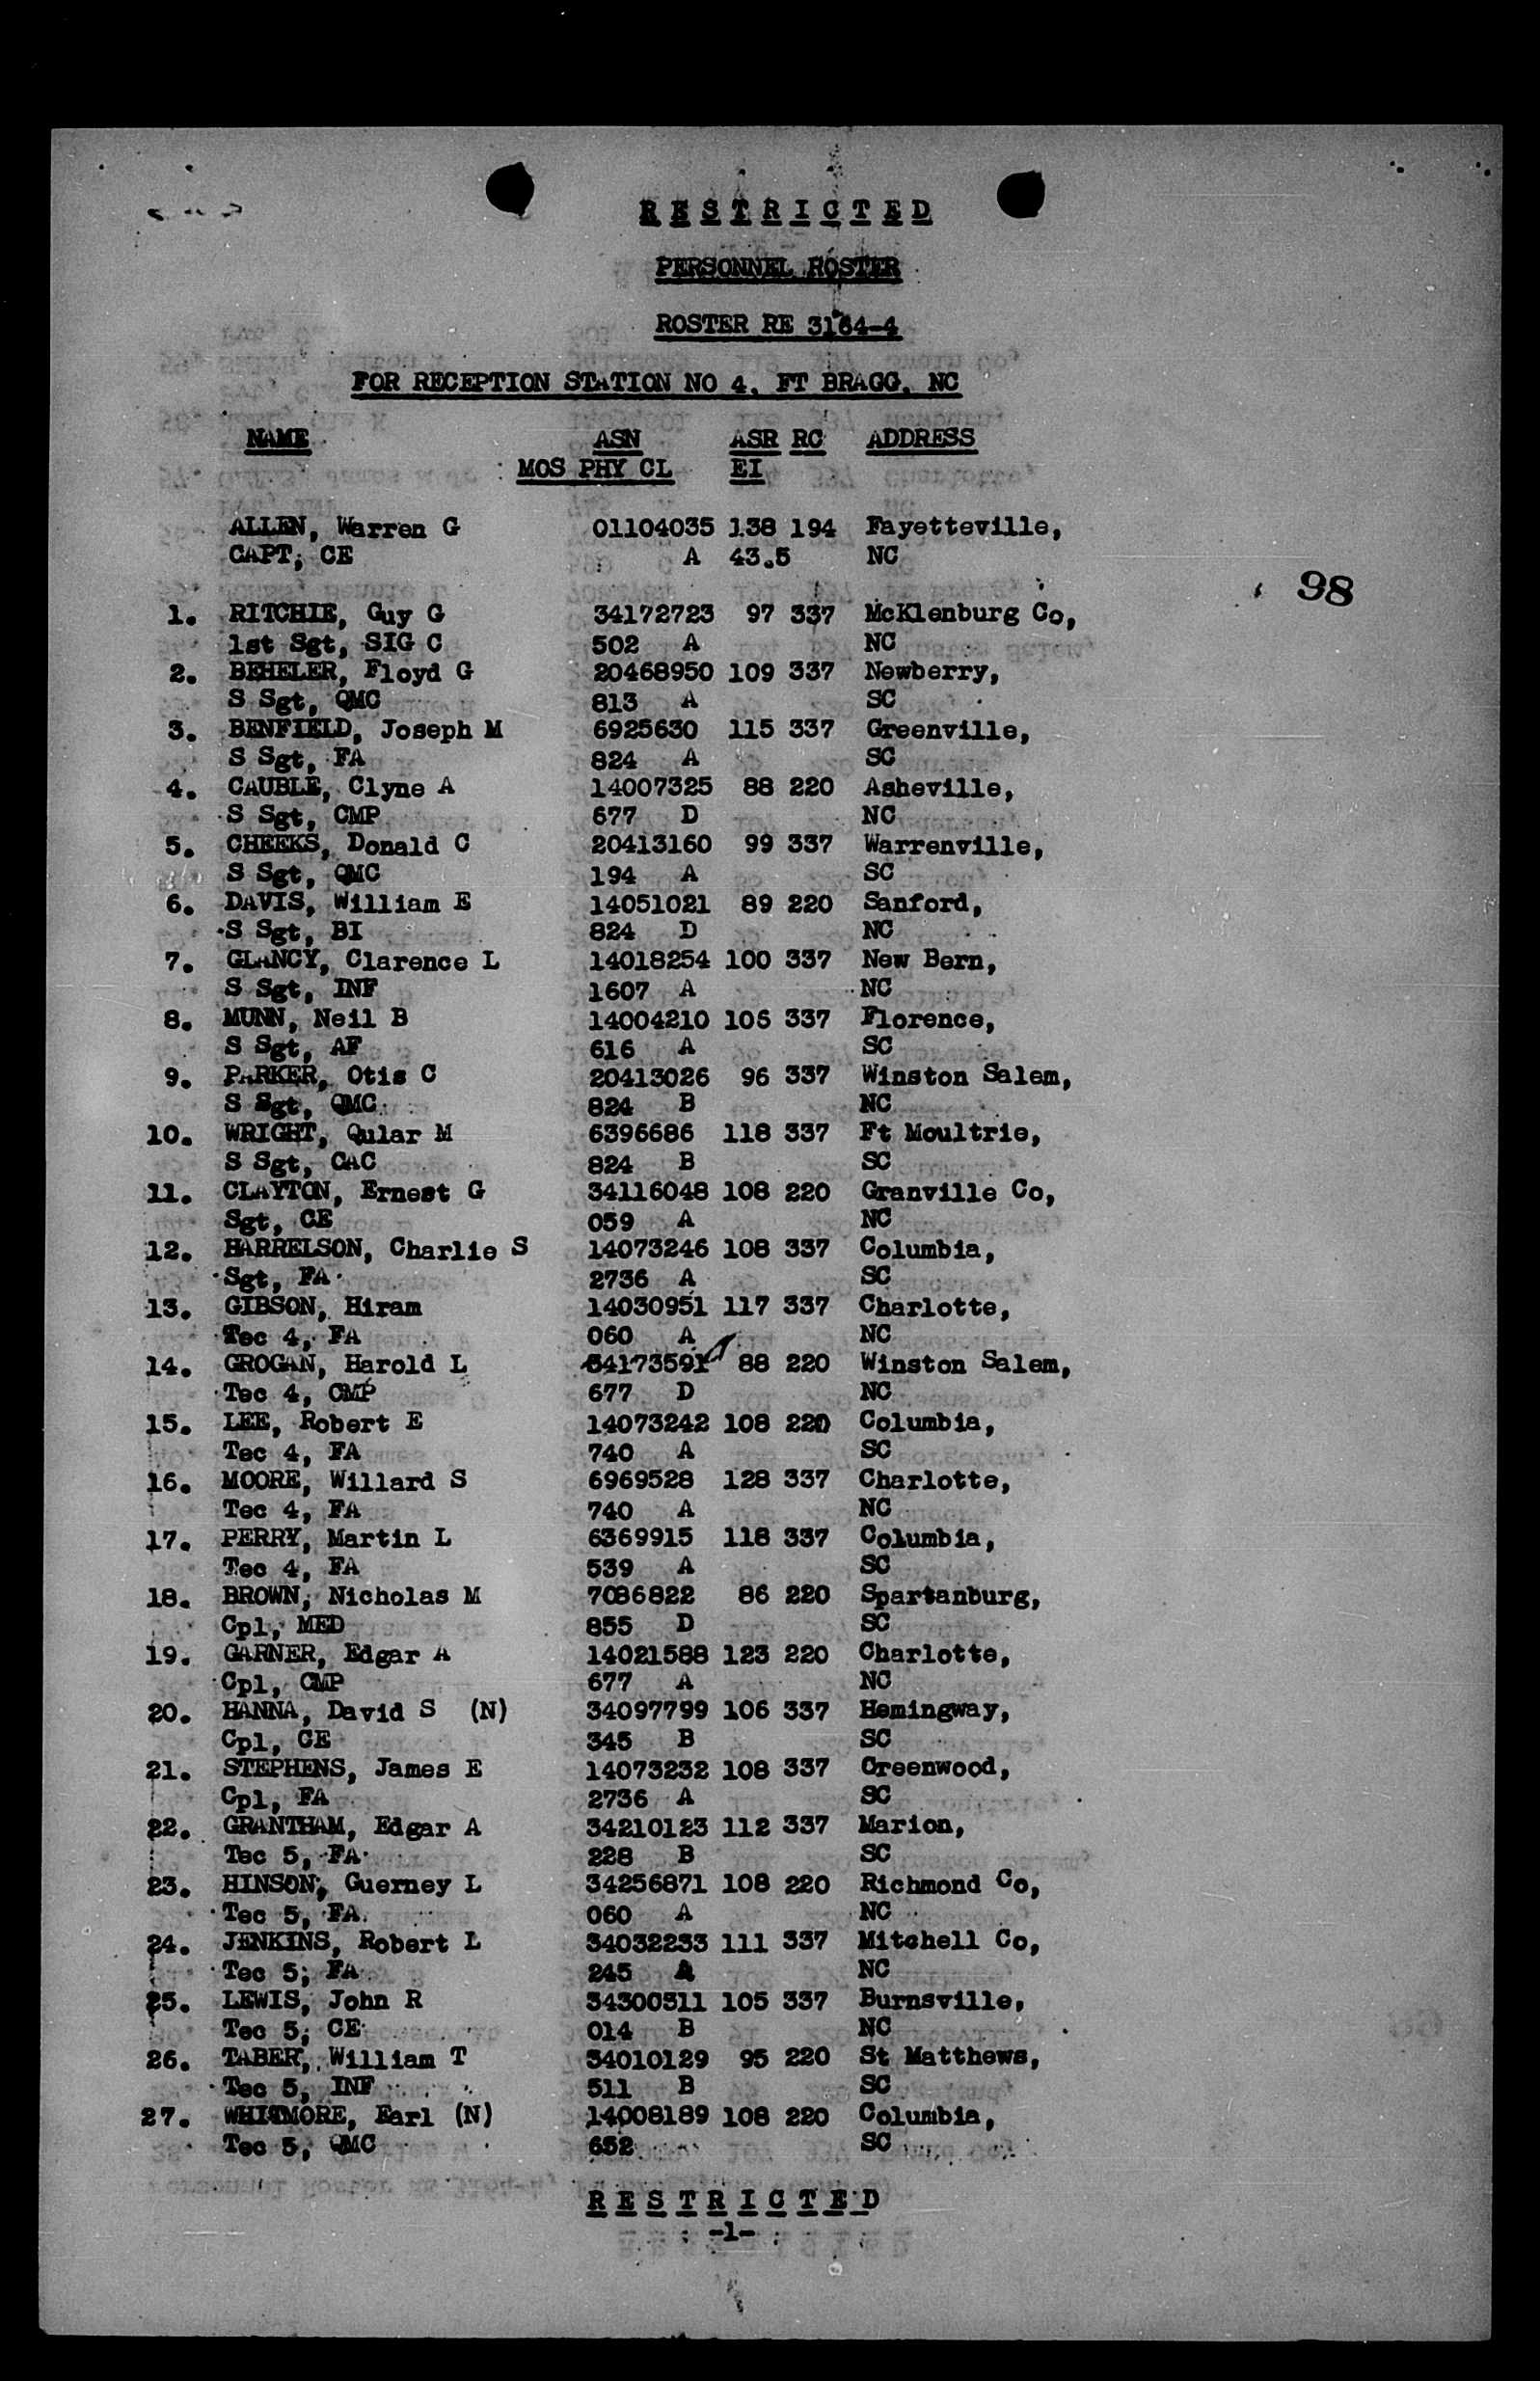 RESTRICTED
PERSONNEL ROSTER
ROSTER RE 3164-4
FOR RECEPTION STATION NO 4, FT BRAGG, NC
NAME ASN ASR RC ADDRESS
MOS PHY CL EI
ALLEN, Warren G 01104035 138 194 Fayetteville,
CAPT, CE A 43.5 NC
98
1. RITCHIE, Guy G 34172723 97 337 McKlenburg Co,
1st Sgt, SIG C 502 A NC
2. BEHELER, Floyd G 20468950 109 337 Newberry,
S Sgt, QMC 813 A SC
3. BENFIELD, Joseph M 6925630 115 337 Greenville,
S Sgt, FA 824 A SC
4. CAUBLE, Clyne A 14007325 88 220 Asheville,
S Sgt, CMP 677 D NC
5. CHEEKS, Donald C 20413160 99 337 Warrenville,
S Sgt, QMC 194 A SC
6. DAVIS, William E 14051021 89 220 Sanford,
S Sgt, BI 824 D NC
7. GLANCY, Clarence L 14018254 100 337 New Bern,
S Sgt, INF 1607 A NC
8. MUNN, Neil B 14004210 106 337 Florence,
S Sgt, AF 616 A SC
9. PARKER, Otis C 20413026 96 337 Winston Salem,
S Sgt, QMC 824 B NC
10. WRIGHT, Qular M 6396686 118 337 Ft Moultrie,
S Sgt, CAC 824 B SC
11. CLAYTON, Ernest G 34116048 108 220 Granville Co,
Sgt, CE 059 A NC
12. HARRELSON, Charlie S 14073246 108 337 Columbia,
Sgt, FA 2736 A SC
13. GIBSON, Hiram 14030951 117 337 Charlotte,
Tec 4, FA 060 A NC
14. GROGAN, Harold L 34173591 88 220 Winston Salem,
Tec 4, CMP 677 D NC
15. LEE, Robert E 14073242 108 220 Columbia,
Tec 4, FA 740 A SC
16. MOORE, Willard S 6969528 128 337 Charlotte,
Tec 4, FA 740 A NC
17. PERRY, Martin L 6369915 118 337 Columbia,
Tec 4, FA 539 A SC
18. BROWN, Nicholas M 7086822 86 220 Spartanburg,
Cpl, MED 855 D SC
19. GARNER, Edgar A 14021588 123 220 Charlotte,
Cpl, CMP 677 A NC
20. HANNA, David S (N) 34097799 106 337 Hemingway,
Cpl, CE 345 B SC
21. STEPHENS, James E 14073232 108 337 Greenwood,
Cpl, FA 2736 A SC
22. GRANTHAM, Edgar A 34210123 112 337 Marion,
Tec 5, FA 228 B SC
23. HINSON, Guerney L 34256871 108 220 Richmond Co,
Tec 5, FA 060 A NC
24. JENKINS, Robert L 34032233 111 337 Mitchell Co,
Tec 5, FA 245 A NC
25. LEWIS, John R 34300311 105 337 Burnsville,
Tec 5, CE 014 B NC
26. TABER, William T 34010129 95 220 St Matthews,
Tec 5, INF 511 B SC
27. WHITMORE, Earl (N) 14008189 108 220 Columbia,
Tec 5, QMC 652 SC
RESTRICTED
-1-